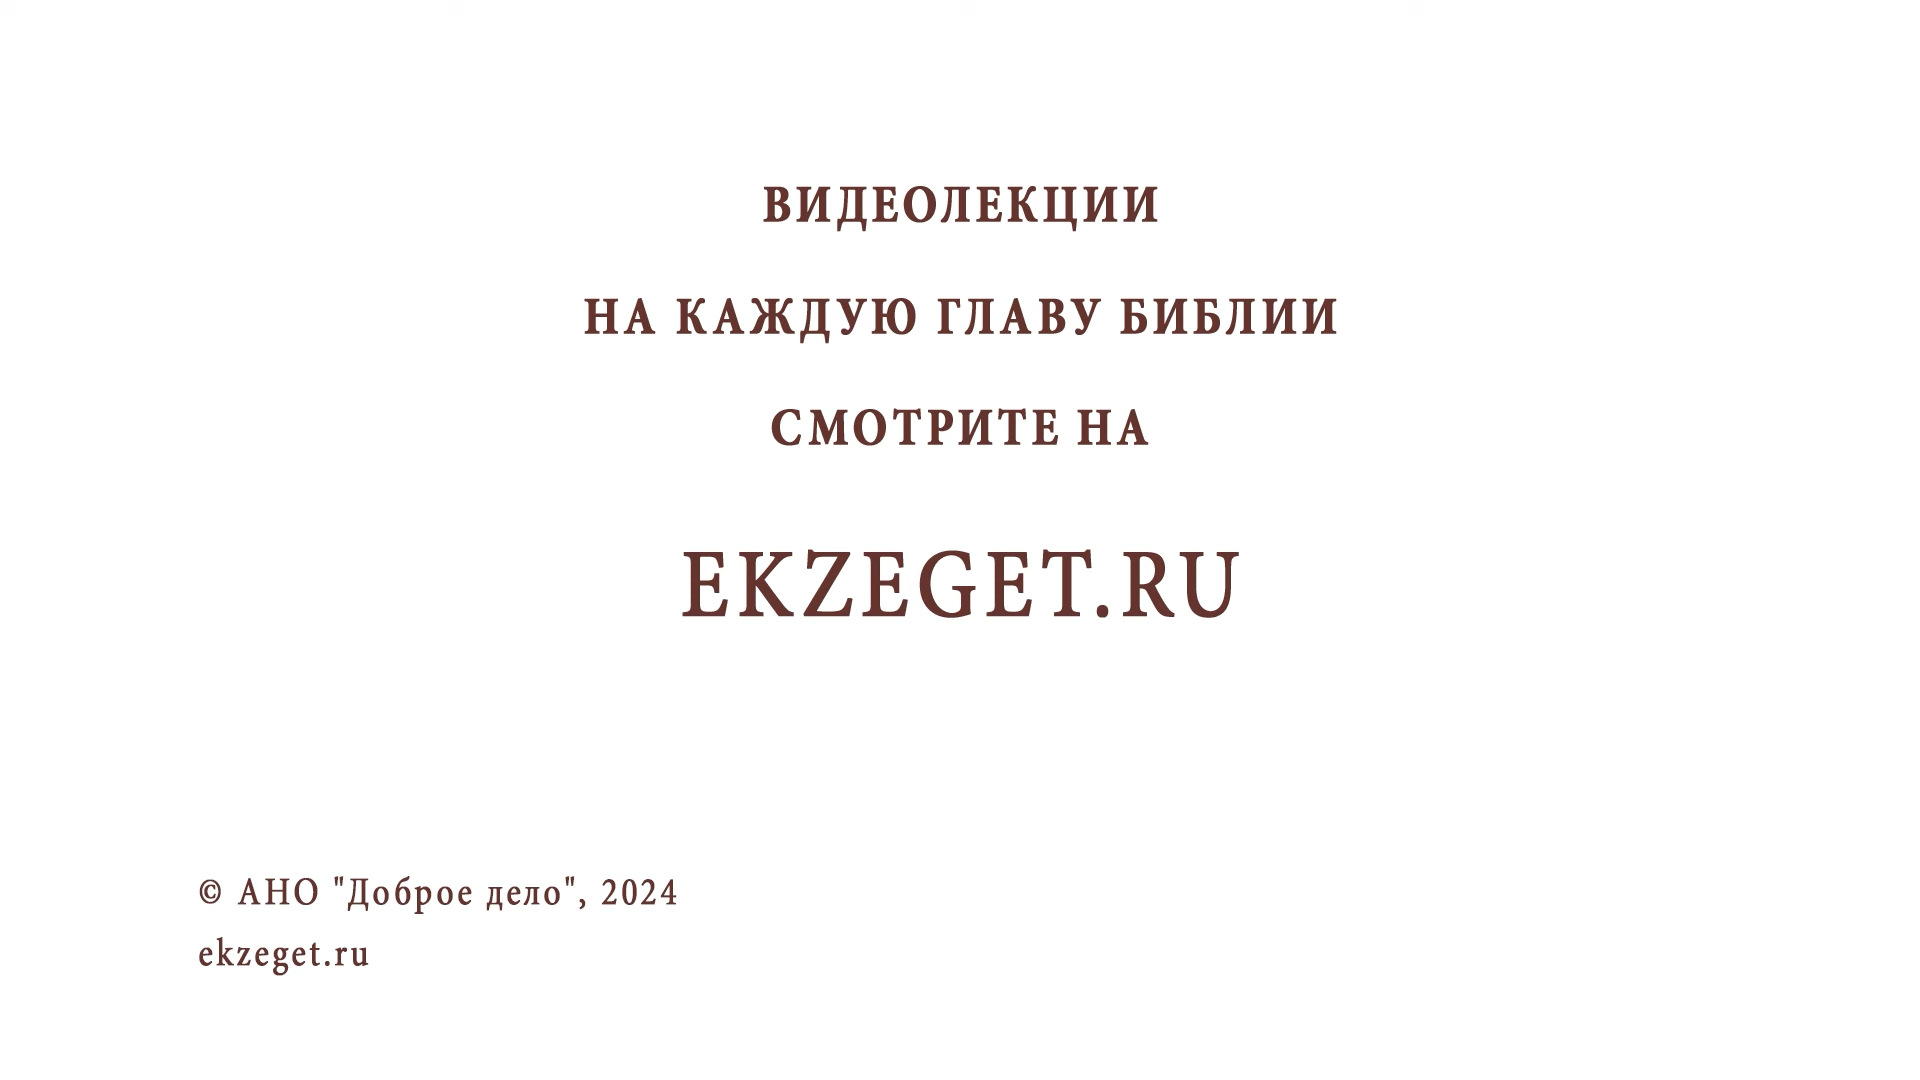 ВИДЕОЛЕКЦИИ
НА КАЖДУЮ ГЛАВУ БИБЛИИ
СМОТРИТЕ НА
EKZEGET.RU
© АНО "Доброе дело", 2024
ekzeget.ru